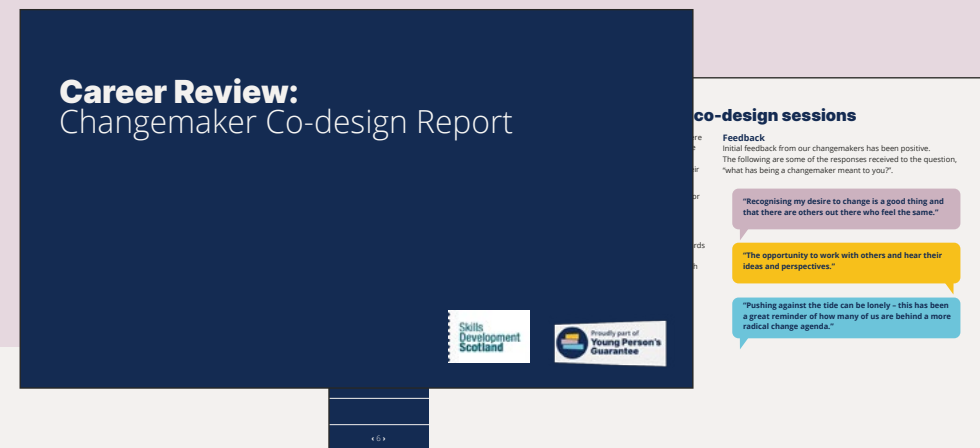 Career Review:
Changemaker Co-design Report
Skills
Development
Scotland
Proudly part of
Young Person's
Guarantee
co-design sessions
Feedback
Initial feedback from our changemakers has been positive.
The following are some of the responses received to the question,
"what has being a changemaker meant to you?".
"Recognising my desire to change is a good thing and
that there are others out there who feel the same."
"The opportunity to work with others and hear their
ideas and perspectives."
"Pushing against the tide can be lonely – this has been
a great reminder of how many of us are behind a more
radical change agenda."
‹ 6 ›